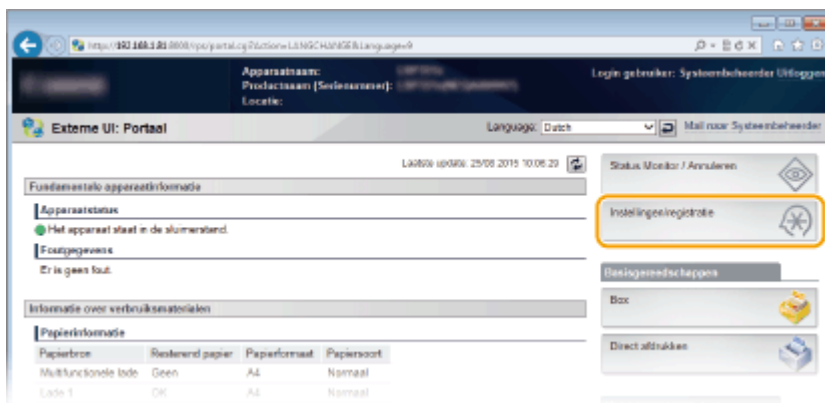 Apparaatnaam:
Productnaam (Serienummer):
Locatie:
Login gebruiker: Systeembeheerder Uitloggen
Externe UI: Portaal
Language: Dutch
Mail naar Systeembeheerder
Laatste update: 25/08 2015 10:06:29
Fundamentele apparaatinformatie
Apparaatstatus
Het apparaat staat in de sluimerstand.
Foutgegevens
Er is geen fout.
Informatie over verbruiksmaterialen
Papierinformatie
Papierbron Resterend papier Papierformaat Papiersoort
Multifunctionele lade Geen A4 Normaal
Lade 1 OK A4 Normaal
Status Monitor / Annuleren
Instellingen/registratie
Basisgereedschappen
Box
Direct afdrukken